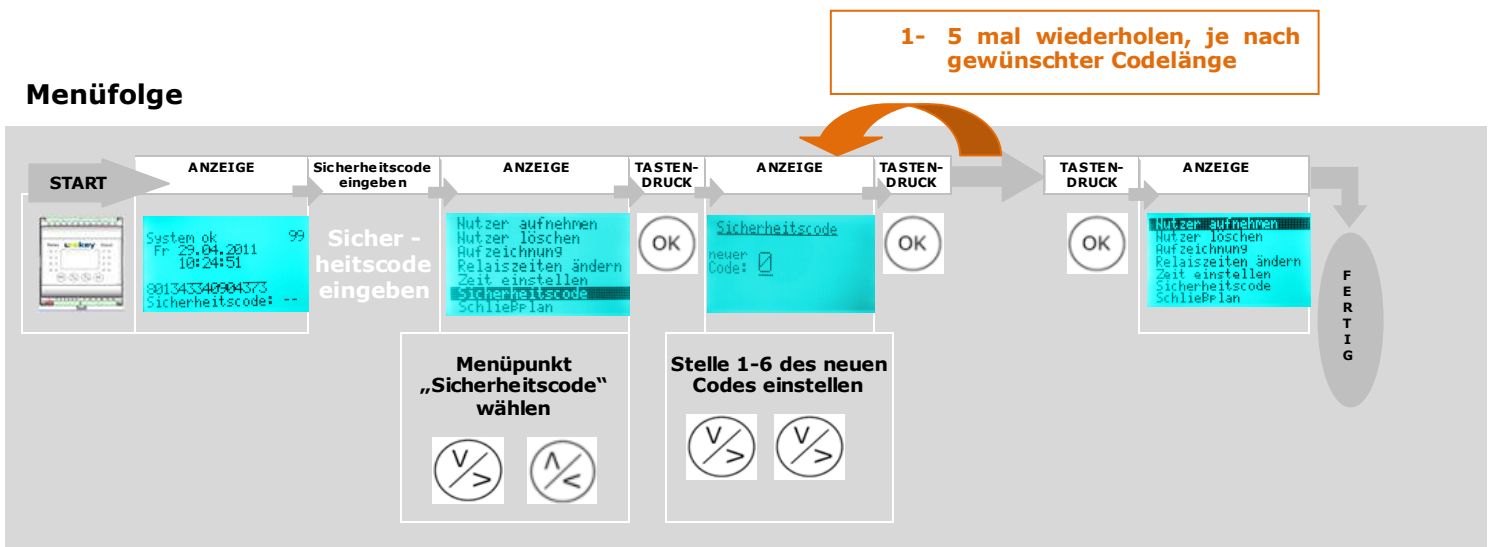 1- 5 mal wiederholen, je nach
gewünschter Codelänge
Menüfolge
START
ANZEIGE
Sicherheitscode
eingeben
ANZEIGE
TASTEN-
DRUCK
ANZEIGE
TASTEN-
DRUCK
TASTEN-
DRUCK
ANZEIGE
ekey
System ok 99
Fr 29.04.2011
10:24:51
801343340904373
Sicherheitscode: --
Sicher -
heitscode
eingeben
Nutzer aufnehmen
Nutzer löschen
Aufzeichnung
Relaiszeiten ändern
Zeit einstellen
Sicherheitscode
Schließplan
OK
Sicherheitscode
neuer
Code: 0
OK
OK
Nutzer aufnehmen
Nutzer löschen
Aufzeichnung
Relaiszeiten ändern
Zeit einstellen
Sicherheitscode
Schließplan
FERTIG
Menüpunkt
„Sicherheitscode“
wählen
Stelle 1-6 des neuen
Codes einstellen